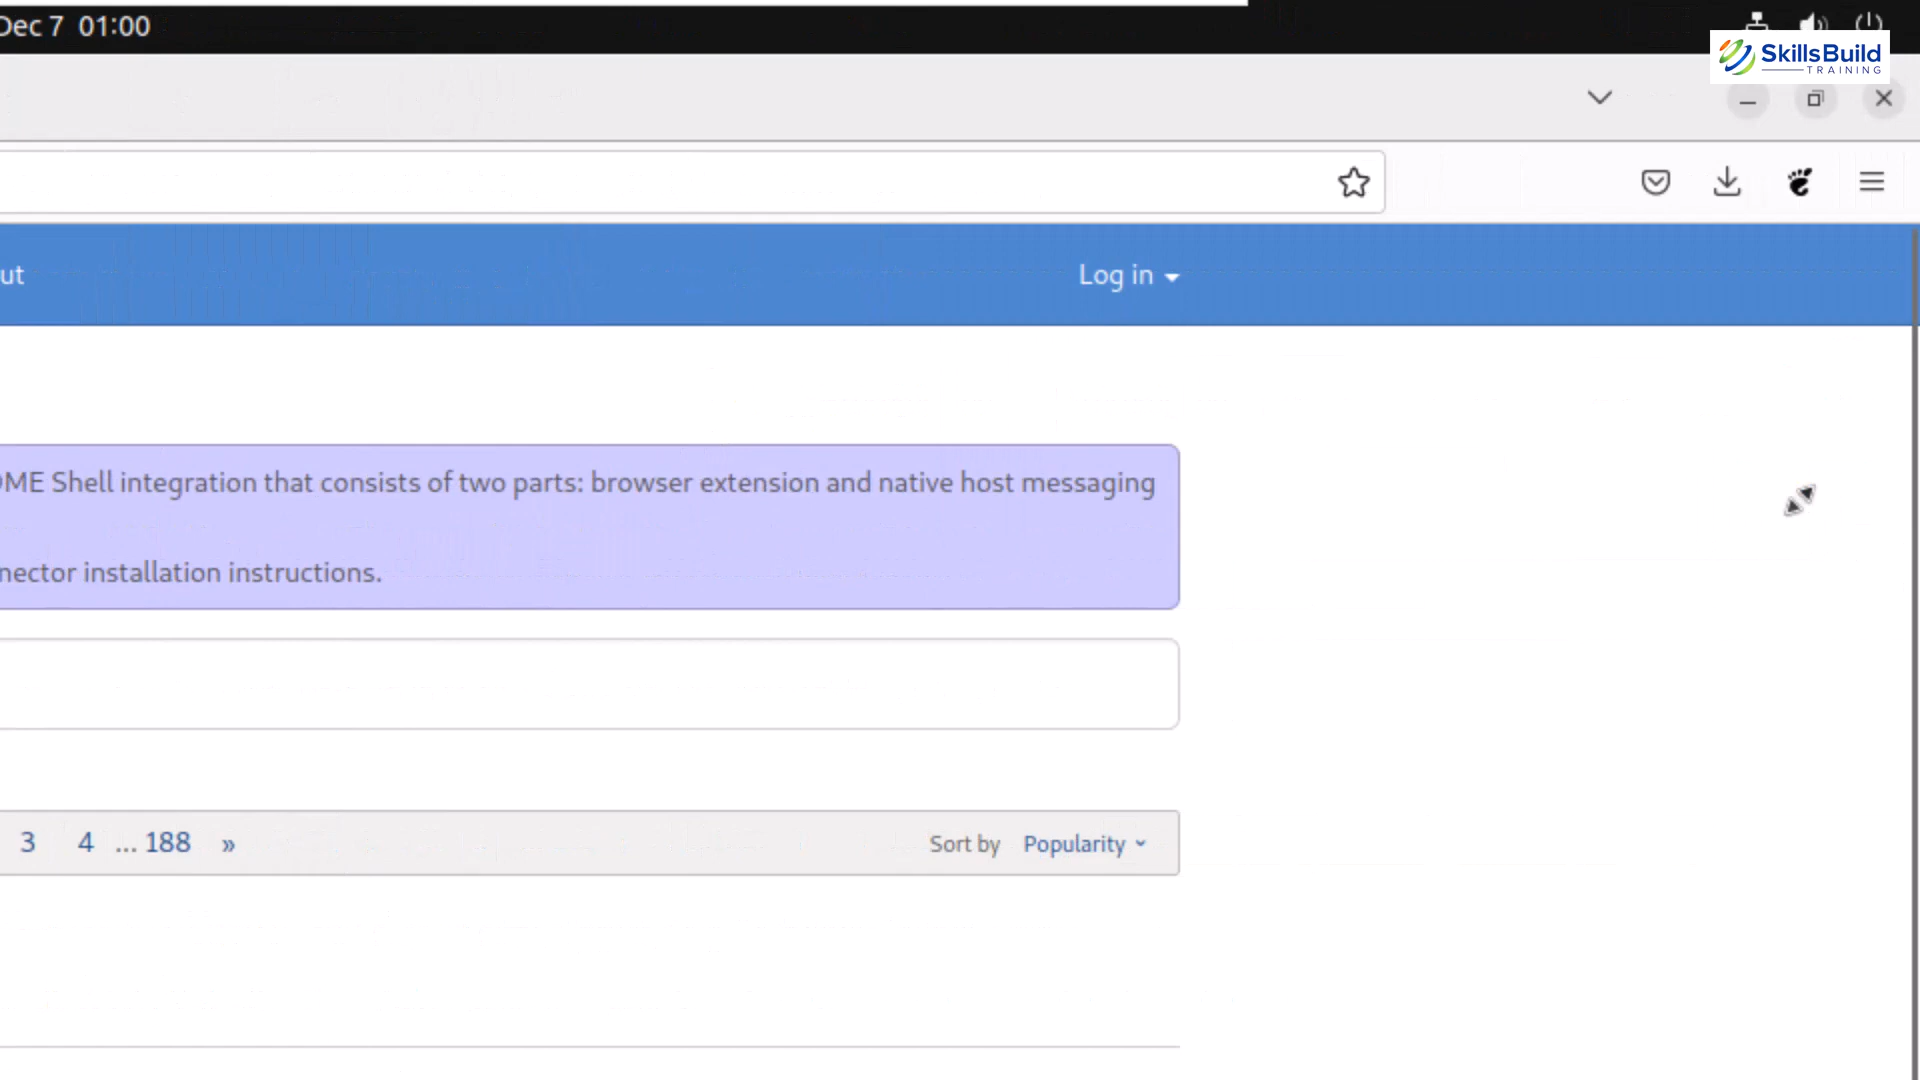 Dec 7 01:00
SkillsBuild
TRAINING
ut
Log in
OME Shell integration that consists of two parts: browser extension and native host messaging
nector installation instructions.
3 4 ... 188 »
Sort by Popularity